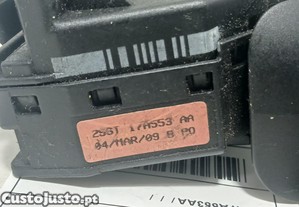 2S6T 17A553 AA
04/MAR/09 B PO
CustoJusto.pt